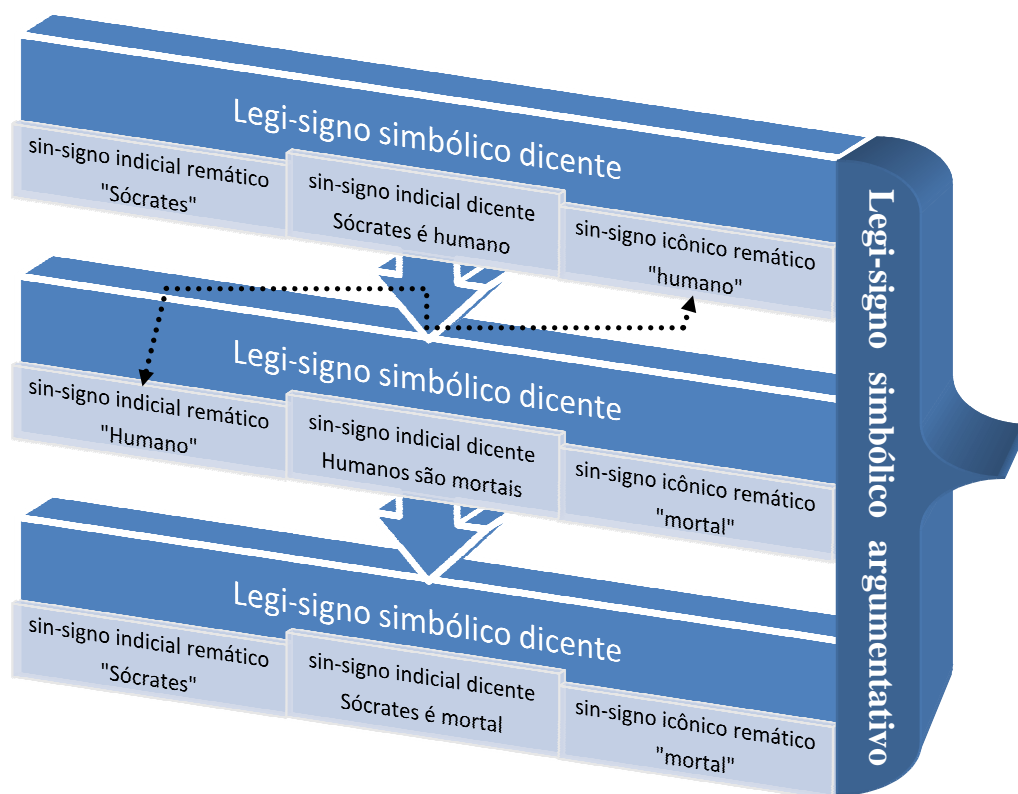 Legi-signo simbólico dicente
sin-signo indicial remático
"Sócrates"
sin-signo indicial dicente
Sócrates é humano
sin-signo icônico remático
"humano"
Legi-signo simbólico dicente
sin-signo indicial remático
"Humano"
sin-signo indicial dicente
Humanos são mortais
sin-signo icônico remático
"mortal"
Legi-signo simbólico dicente
sin-signo indicial remático
"Sócrates"
sin-signo indicial dicente
Sócrates é mortal
sin-signo icônico remático
"mortal"
Legi-signo simbólico argumentativo